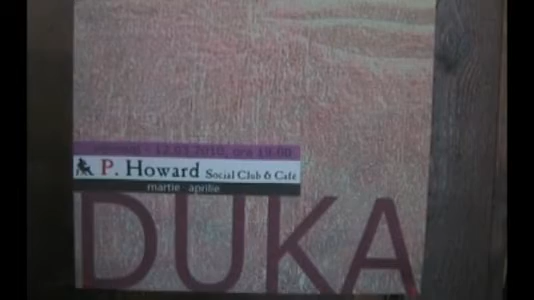 12.03.2010, ora 19.00
P. Howard Social Club & Café
martie aprilie
DUKA